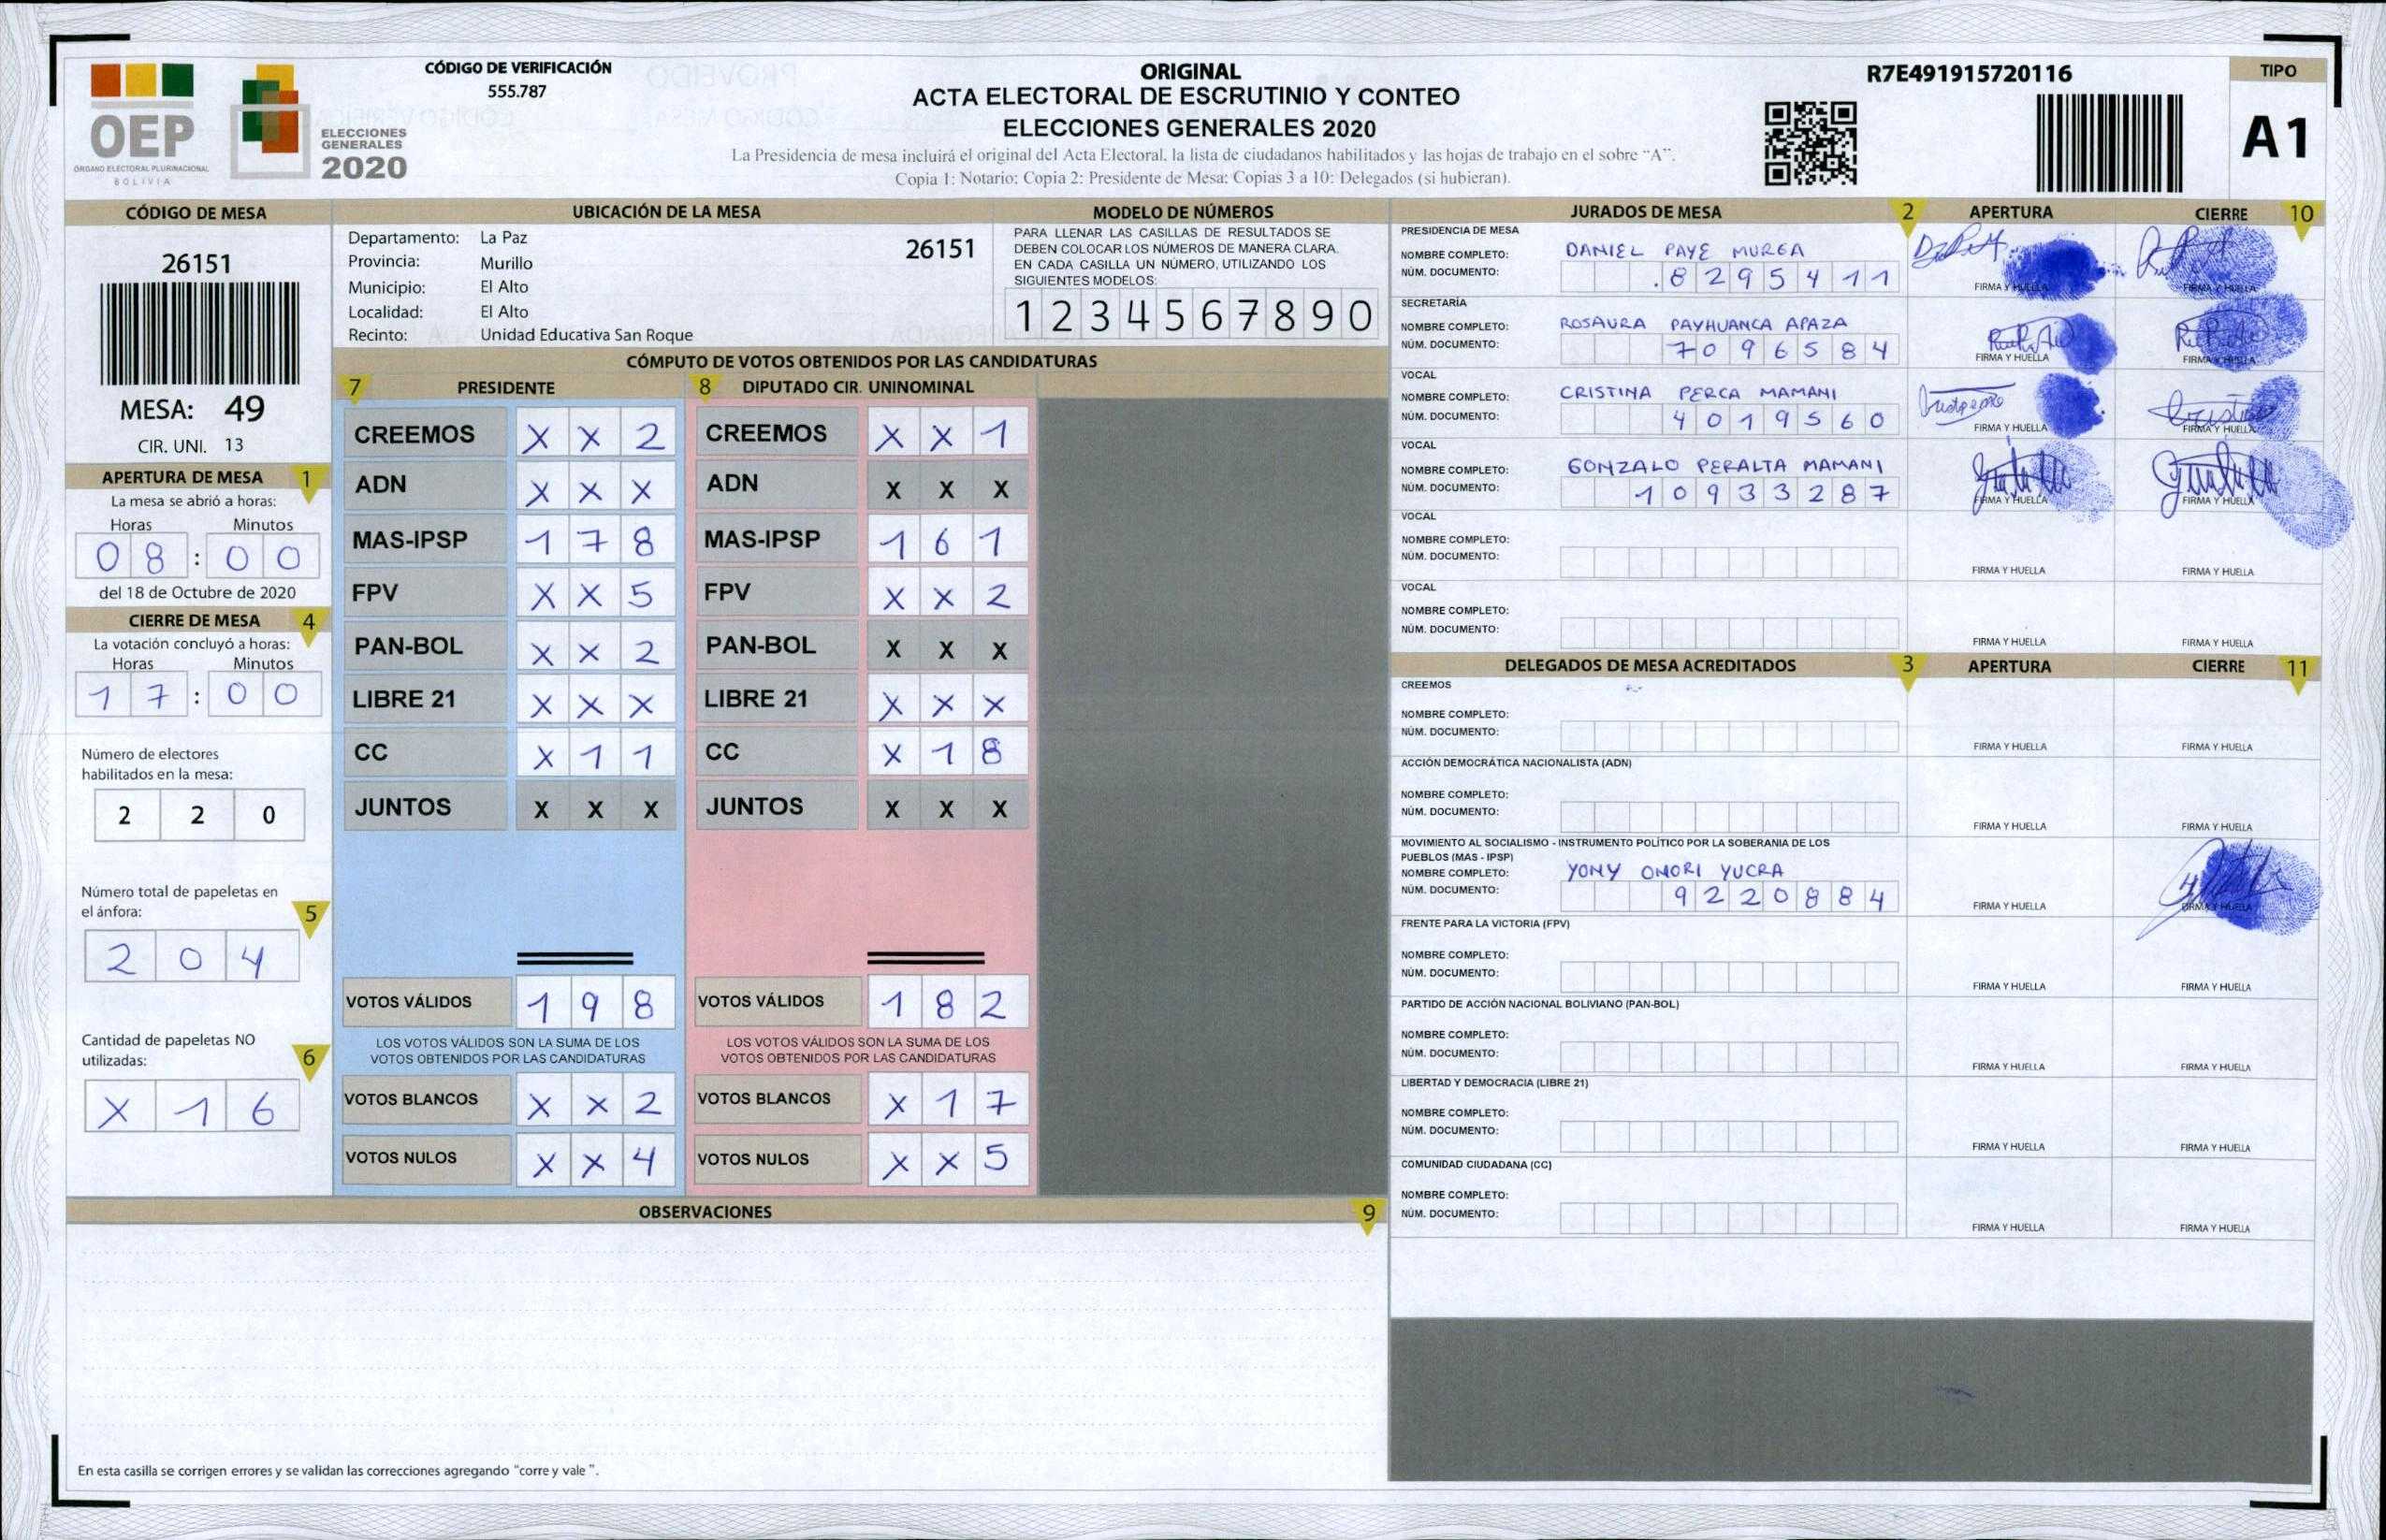 OEP
ÓRGANO ELECTORAL PLURINACIONAL
BOLIVIA
ELECCIONES
GENERALES
2020
CÓDIGO DE VERIFICACIÓN
555.787
ORIGINAL
ACTA ELECTORAL DE ESCRUTINIO Y CONTEO
ELECCIONES GENERALES 2020
La Presidencia de mesa incluirá el original del Acta Electoral, la lista de ciudadanos habilitados y las hojas de trabajo en el sobre "A".
Copia 1: Notario; Copia 2: Presidente de Mesa; Copias 3 a 10: Delegados (si hubieran).
R7E491915720116
TIPO
A1
CÓDIGO DE MESA
26151
MESA: 49
CIR. UNI. 13
APERTURA DE MESA 1
La mesa se abrió a horas:
Horas Minutos
08 : 00
del 18 de Octubre de 2020
CIERRE DE MESA 4
La votación concluyó a horas:
Horas Minutos
17 : 00
Número de electores
habilitados en la mesa:
2 2 0
Número total de papeletas en
el ánfora: 5
2 0 4
Cantidad de papeletas NO
utilizadas: 6
X 1 6
UBICACIÓN DE LA MESA
Departamento: La Paz
26151
Provincia: Murillo
Municipio: El Alto
Localidad: El Alto
Recinto: Unidad Educativa San Roque
MODELO DE NÚMEROS
PARA LLENAR LAS CASILLAS DE RESULTADOS SE
DEBEN COLOCAR LOS NÚMEROS DE MANERA CLARA.
EN CADA CASILLA UN NÚMERO, UTILIZANDO LOS
SIGUIENTES MODELOS:
1 2 3 4 5 6 7 8 9 0
CÓMPUTO DE VOTOS OBTENIDOS POR LAS CANDIDATURAS
7 PRESIDENTE 8 DIPUTADO CIR. UNINOMINAL
CREEMOS X X 2 CREEMOS X X 1
ADN X X X ADN X X X
MAS-IPSP 1 7 8 MAS-IPSP 1 6 1
FPV X X 5 FPV X X 2
PAN-BOL X X 2 PAN-BOL X X X
LIBRE 21 X X X LIBRE 21 X X X
CC X 1 1 CC X 1 8
JUNTOS X X X JUNTOS X X X
VOTOS VÁLIDOS 1 9 8 VOTOS VÁLIDOS 1 8 2
LOS VOTOS VÁLIDOS SON LA SUMA DE LOS LOS VOTOS VÁLIDOS SON LA SUMA DE LOS
VOTOS OBTENIDOS POR LAS CANDIDATURAS VOTOS OBTENIDOS POR LAS CANDIDATURAS
VOTOS BLANCOS X X 2 VOTOS BLANCOS X 1 7
VOTOS NULOS X X 4 VOTOS NULOS X X 5
OBSERVACIONES 9
En esta casilla se corrigen errores y se validan las correcciones agregando "corre y vale".
JURADOS DE MESA 2 APERTURA CIERRE 10
PRESIDENCIA DE MESA
NOMBRE COMPLETO: DANIEL PAYE MUREA
NÚM. DOCUMENTO: 8295411
FIRMA Y HUELLA FIRMA Y HUELLA
SECRETARÍA
NOMBRE COMPLETO: ROSAURA PAYHUANCA APAZA
NÚM. DOCUMENTO: 7096584
FIRMA Y HUELLA FIRMA Y HUELLA
VOCAL
NOMBRE COMPLETO: CRISTINA PERCA MAMANI
NÚM. DOCUMENTO: 4019560
FIRMA Y HUELLA FIRMA Y HUELLA
VOCAL
NOMBRE COMPLETO: GONZALO PERALTA MAMANI
NÚM. DOCUMENTO: 10933287
FIRMA Y HUELLA FIRMA Y HUELLA
VOCAL
NOMBRE COMPLETO:
NÚM. DOCUMENTO:
FIRMA Y HUELLA FIRMA Y HUELLA
VOCAL
NOMBRE COMPLETO:
NÚM. DOCUMENTO:
FIRMA Y HUELLA FIRMA Y HUELLA
DELEGADOS DE MESA ACREDITADOS 3 APERTURA CIERRE 11
CREEMOS
NOMBRE COMPLETO:
NÚM. DOCUMENTO:
FIRMA Y HUELLA FIRMA Y HUELLA
ACCIÓN DEMOCRÁTICA NACIONALISTA (ADN)
NOMBRE COMPLETO:
NÚM. DOCUMENTO:
FIRMA Y HUELLA FIRMA Y HUELLA
MOVIMIENTO AL SOCIALISMO - INSTRUMENTO POLÍTICO POR LA SOBERANIA DE LOS
PUEBLOS (MAS - IPSP)
NOMBRE COMPLETO: YONY ONORI YUCRA
NÚM. DOCUMENTO: 9220884
FIRMA Y HUELLA FIRMA Y HUELLA
FRENTE PARA LA VICTORIA (FPV)
NOMBRE COMPLETO:
NÚM. DOCUMENTO:
FIRMA Y HUELLA FIRMA Y HUELLA
PARTIDO DE ACCIÓN NACIONAL BOLIVIANO (PAN-BOL)
NOMBRE COMPLETO:
NÚM. DOCUMENTO:
FIRMA Y HUELLA FIRMA Y HUELLA
LIBERTAD Y DEMOCRACIA (LIBRE 21)
NOMBRE COMPLETO:
NÚM. DOCUMENTO:
FIRMA Y HUELLA FIRMA Y HUELLA
COMUNIDAD CIUDADANA (CC)
NOMBRE COMPLETO:
NÚM. DOCUMENTO:
FIRMA Y HUELLA FIRMA Y HUELLA